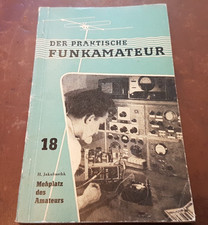 DER PRAKTISCHE
FUNKAMATEUR
18
H. Jakubaschk
Meßplatz
des
Amateurs